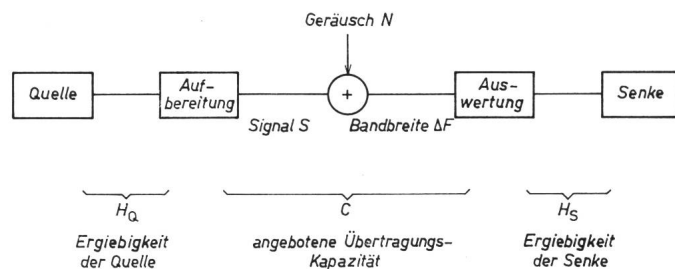 Geräusch N
Quelle
Auf-
bereitung
+
Aus-
wertung
Senke
Signal S
Bandbreite ΔF
H_Q
C
H_S
Ergiebigkeit
der Quelle
angebotene Übertragungs-
Kapazität
Ergiebigkeit
der Senke